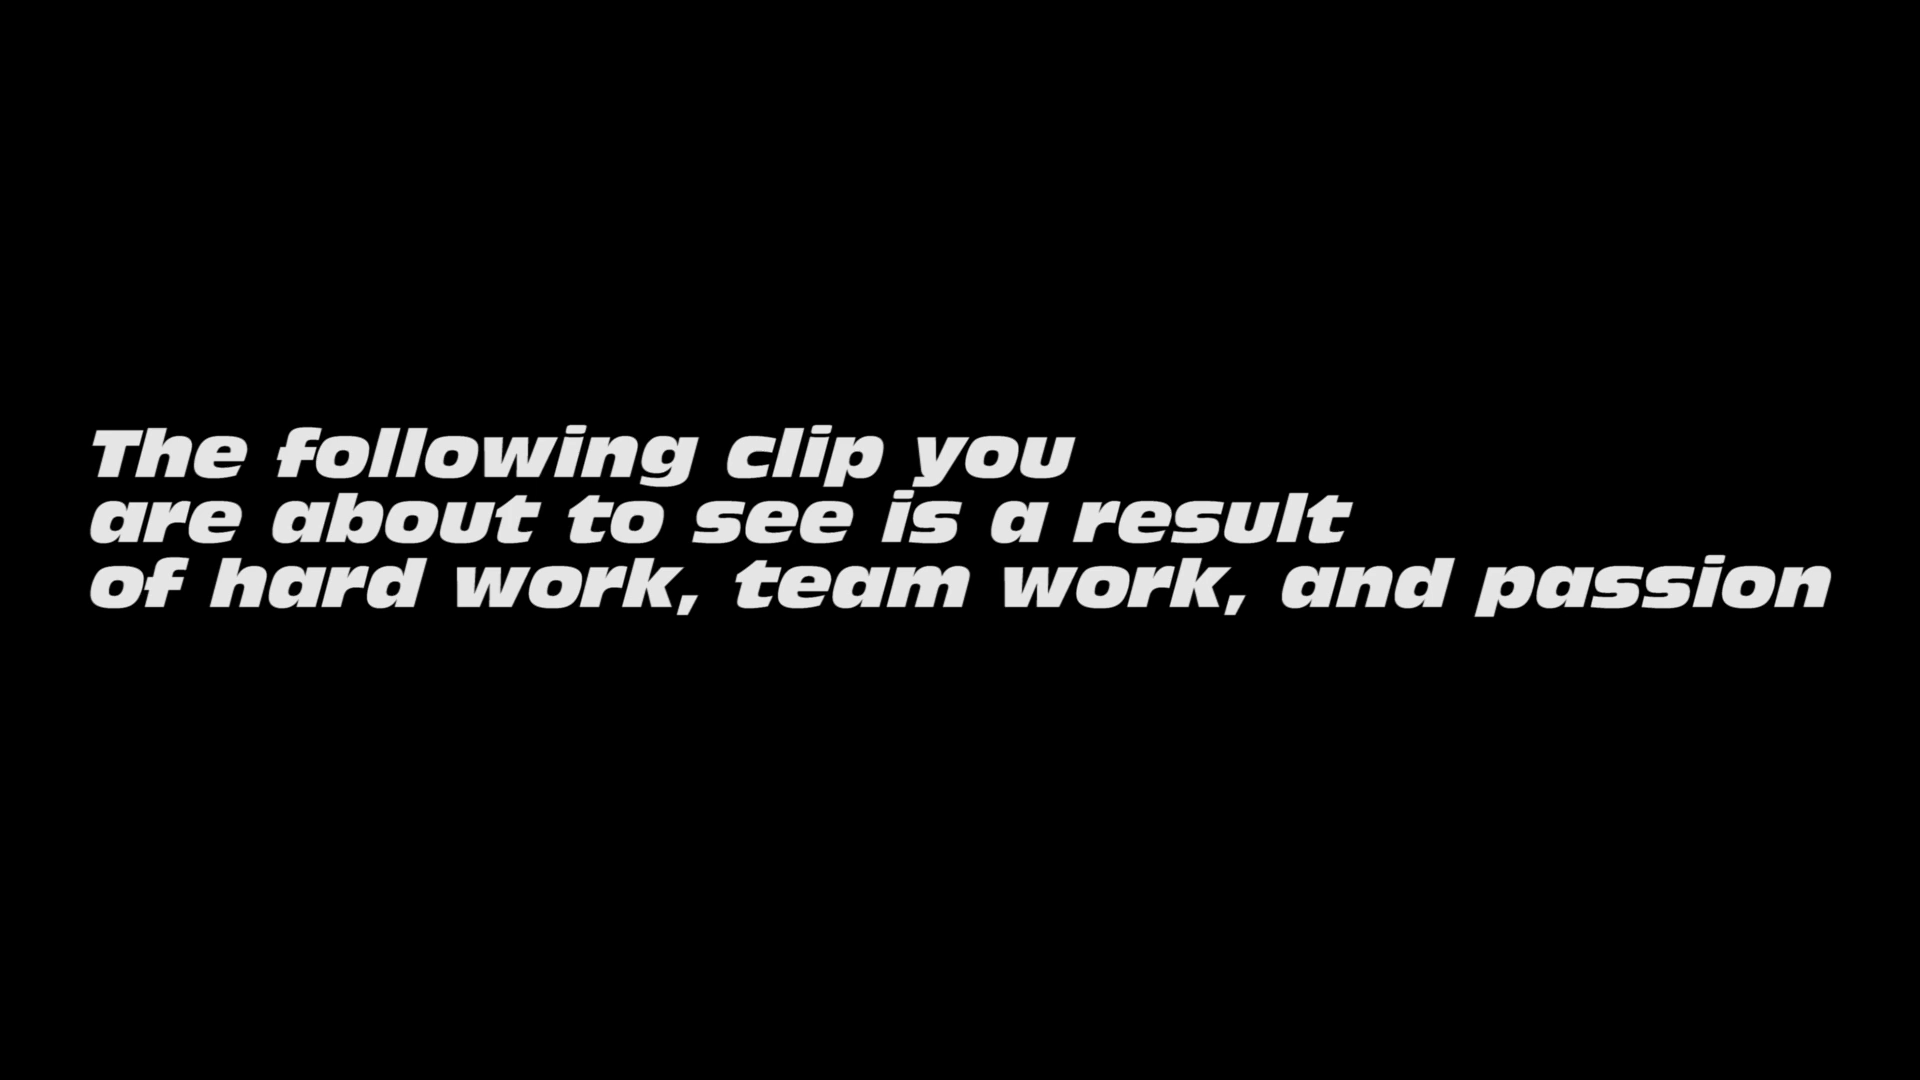 The following clip you
are about to see is a result
of hard work, team work, and passion